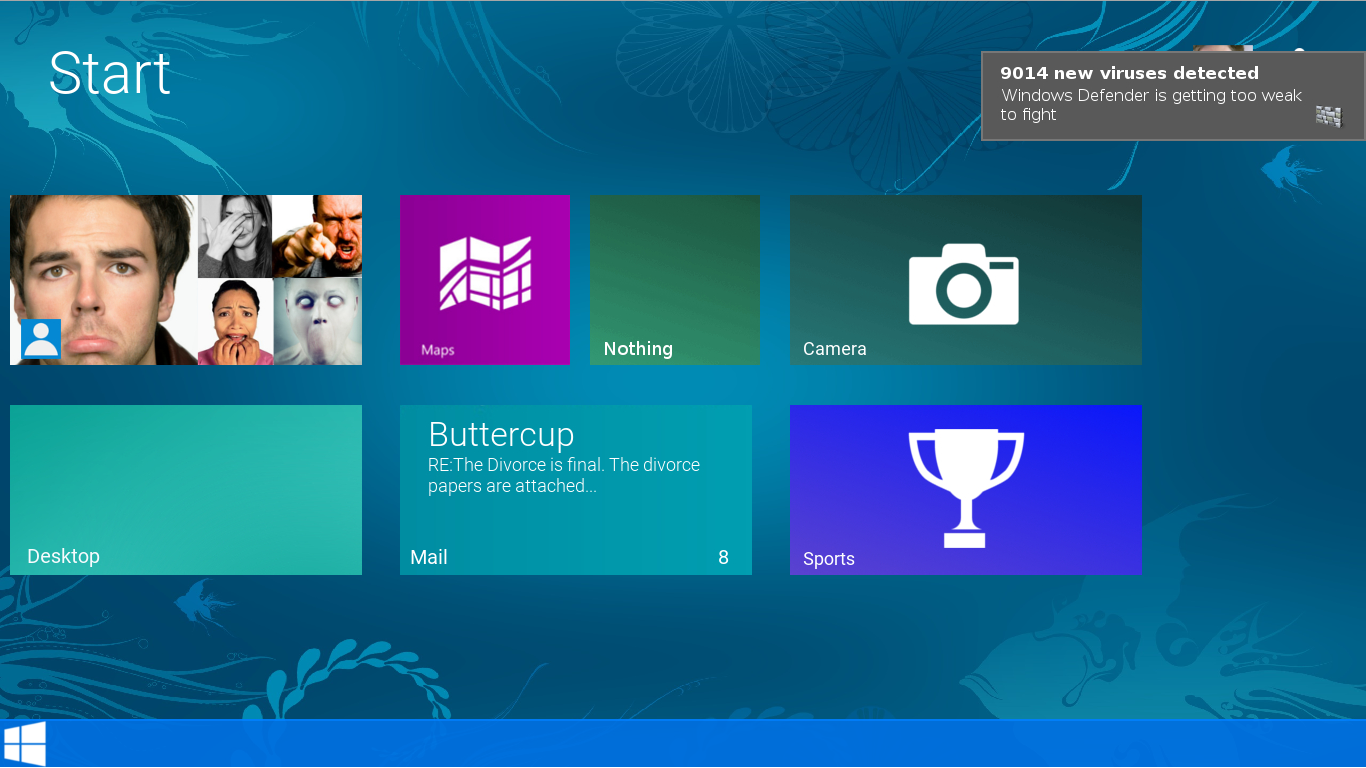 Start
9014 new viruses detected
Windows Defender is getting too weak
to fight
Maps
Nothing
Camera
Desktop
Buttercup
RE:The Divorce is final. The divorce
papers are attached...
Mail
8
Sports